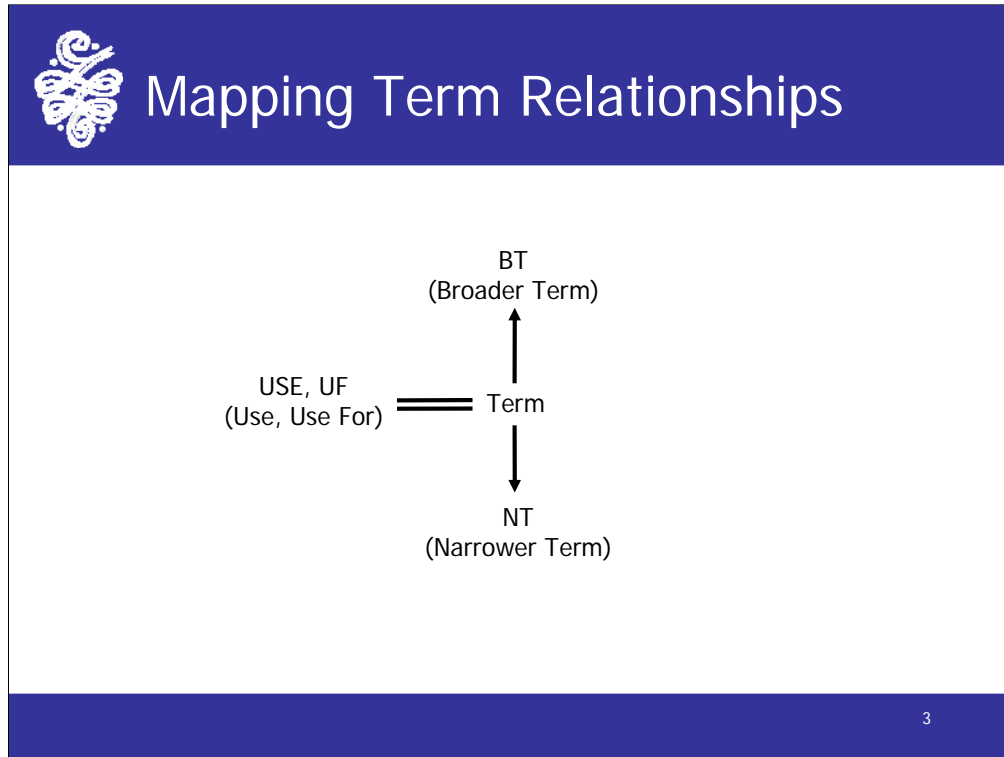 Mapping Term Relationships
BT
(Broader Term)
USE, UF
(Use, Use For)
Term
NT
(Narrower Term)
3